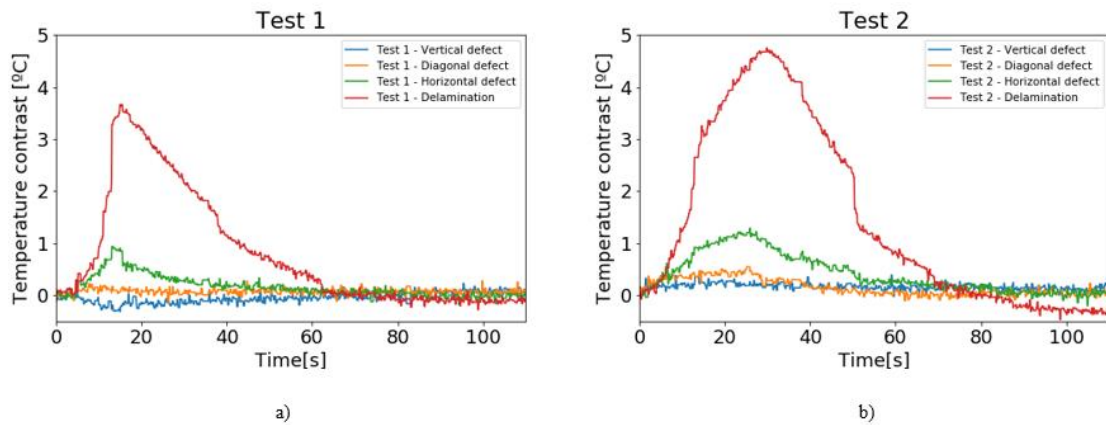 Test 1
Temperature contrast [ºC]
5
4
3
2
1
0
Test 1 - Vertical defect
Test 1 - Diagonal defect
Test 1 - Horizontal defect
Test 1 - Delamination
0 20 40 60 80 100
Time[s]
a)
Test 2
Temperature contrast [ºC]
5
4
3
2
1
0
Test 2 - Vertical defect
Test 2 - Diagonal defect
Test 2 - Horizontal defect
Test 2 - Delamination
0 20 40 60 80 100
Time[s]
b)